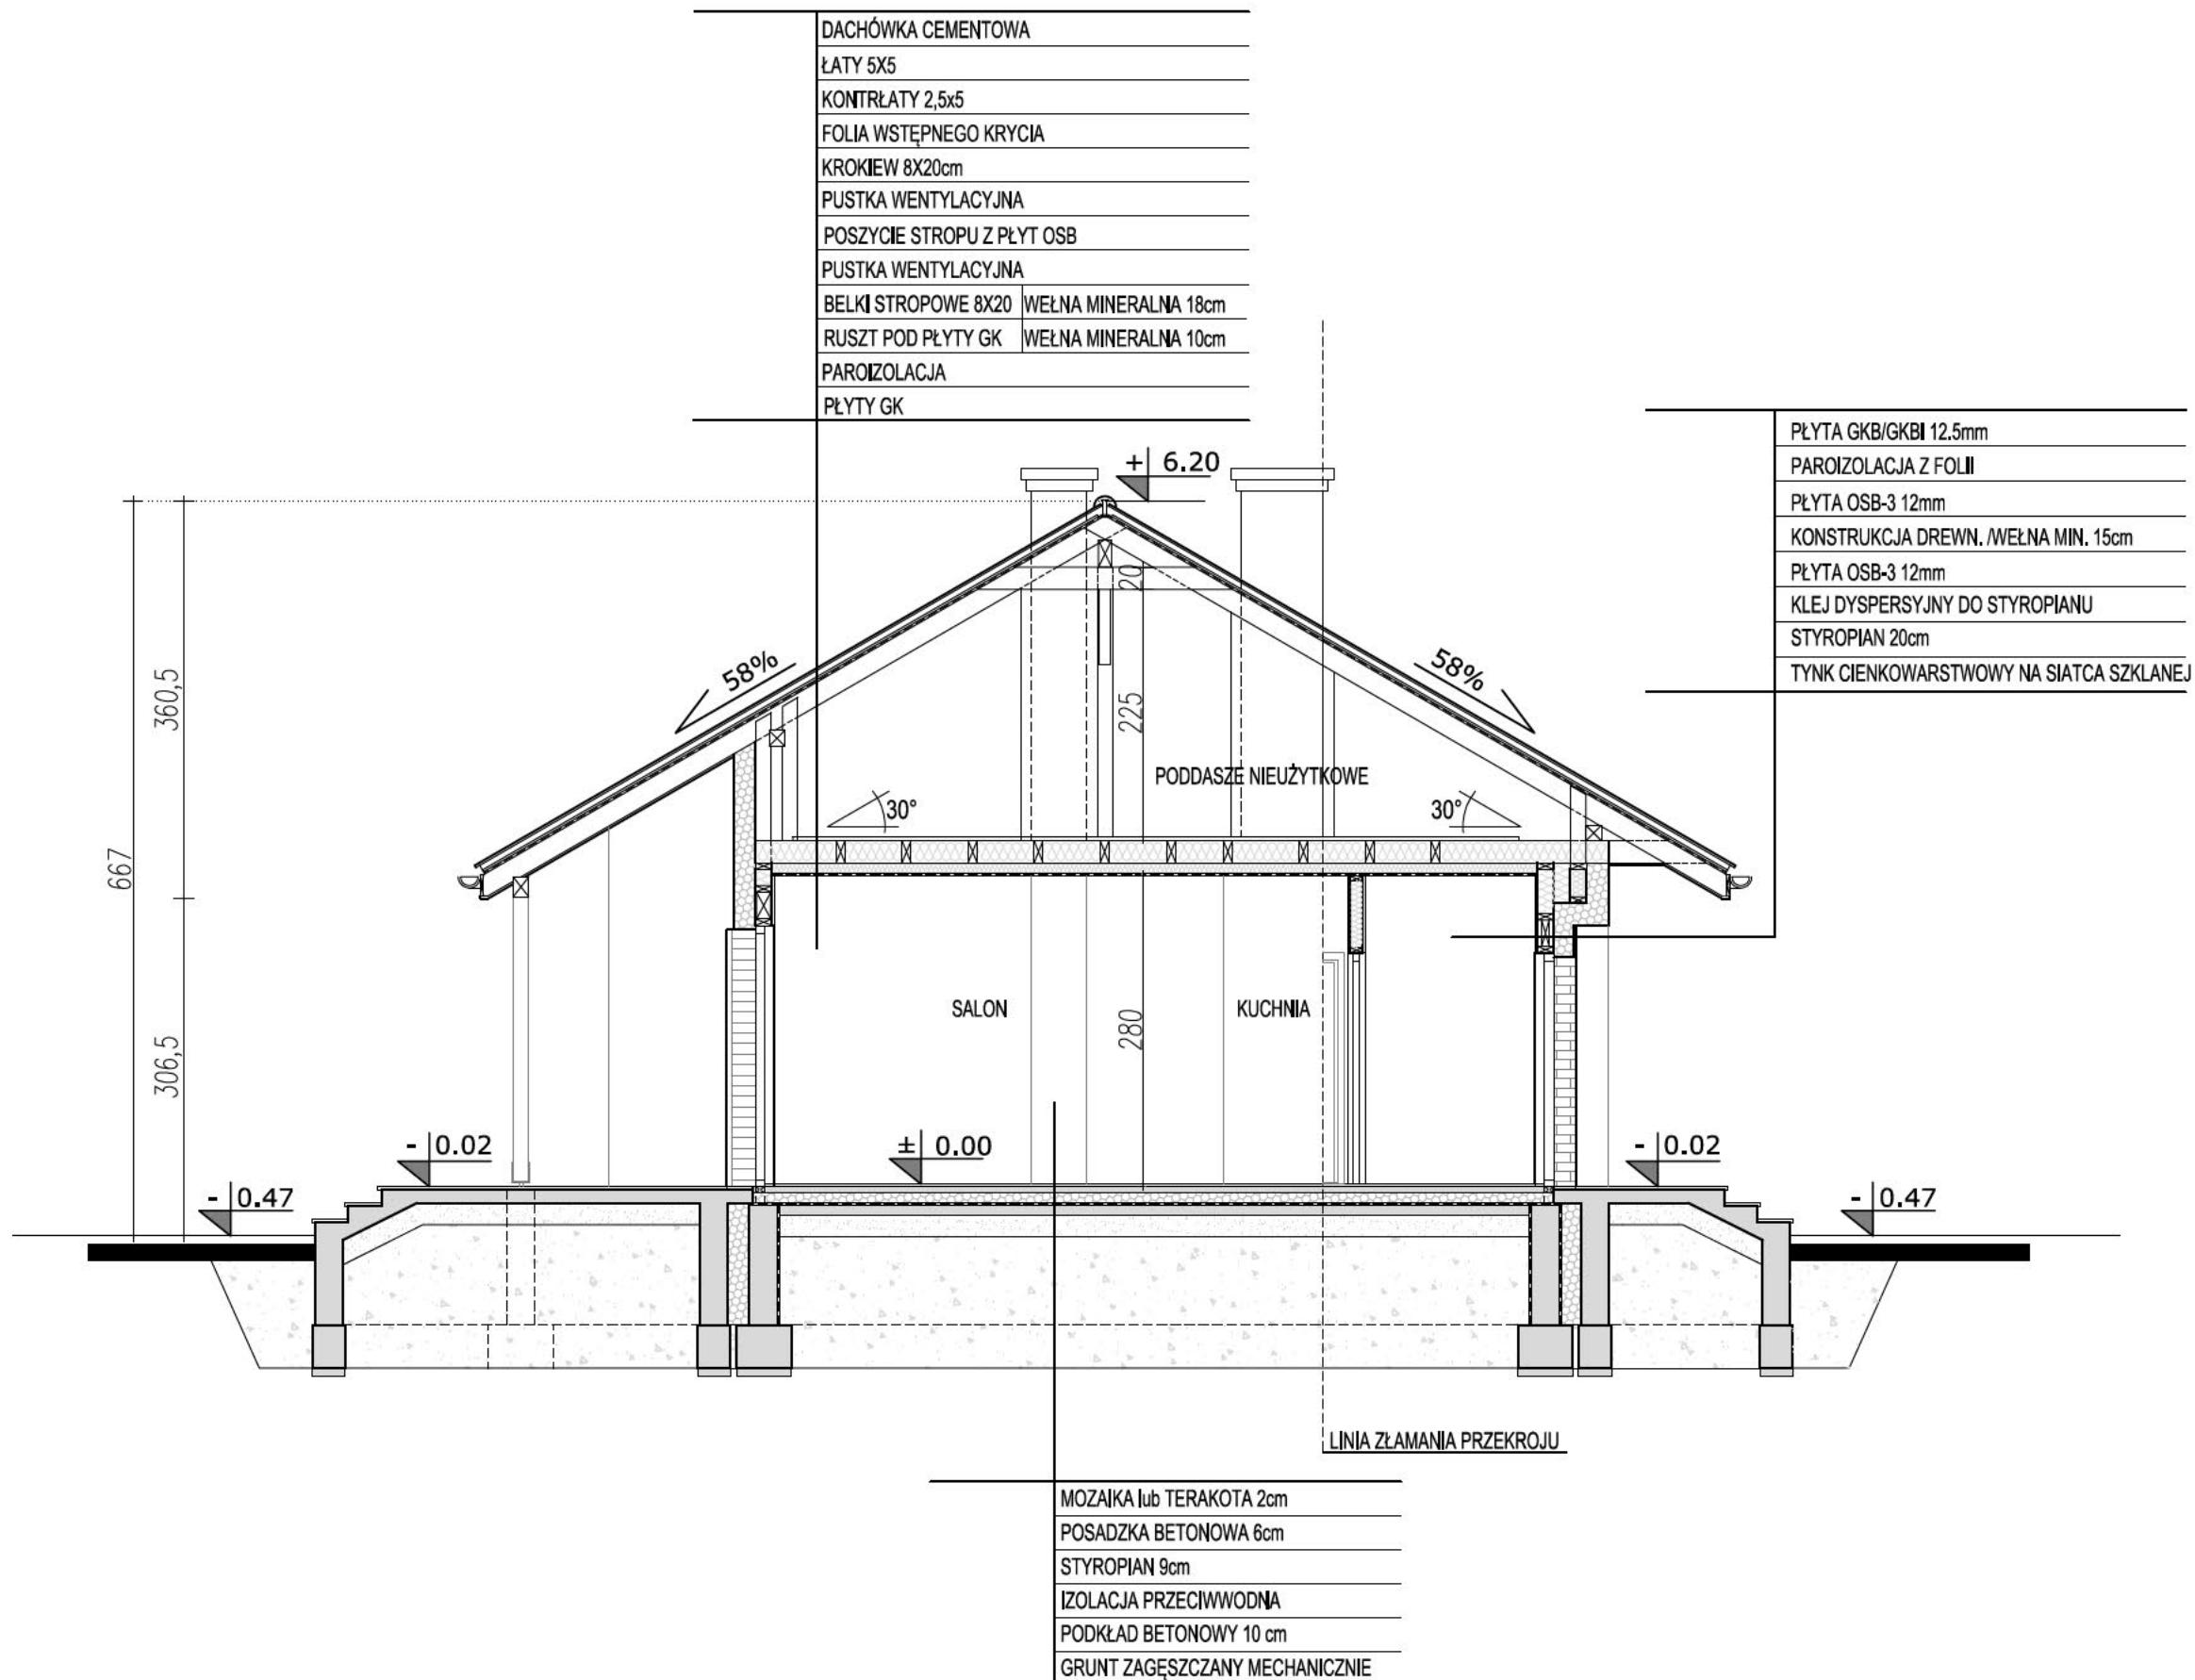 DACHÓWKA CEMENTOWA
ŁATY 5X5
KONTRŁATY 2,5x5
FOLIA WSTĘPNEGO KRYCIA
KROKIEW 8X20cm
PUSTKA WENTYLACYJNA
POSZYCIE STROPU Z PŁYT OSB
PUSTKA WENTYLACYJNA
BELKI STROPOWE 8X20 WEŁNA MINERALNA 18cm
RUSZT POD PŁYTY GK WEŁNA MINERALNA 10cm
PAROIZOLACJA
PŁYTY GK
PŁYTA GKB/GKBI 12.5mm
PAROIZOLACJA Z FOLII
PŁYTA OSB-3 12mm
KONSTRUKCJA DREWN. /WEŁNA MIN. 15cm
PŁYTA OSB-3 12mm
KLEJ DYSPERSYJNY DO STYROPIANU
STYROPIAN 20cm
TYNK CIENKOWARSTWOWY NA SIATCA SZKLANEJ
+ 6.20
20
58%
58%
360,5
225
PODDASZE NIEUŻYTKOWE
30°
30°
667
SALON
KUCHNIA
280
306,5
- 0.02
± 0.00
- 0.02
- 0.47
- 0.47
LINIA ZŁAMANIA PRZEKROJU
MOZAIKA lub TERAKOTA 2cm
POSADZKA BETONOWA 6cm
STYROPIAN 9cm
IZOLACJA PRZECIWWODNA
PODKŁAD BETONOWY 10 cm
GRUNT ZAGĘSZCZANY MECHANICZNIE